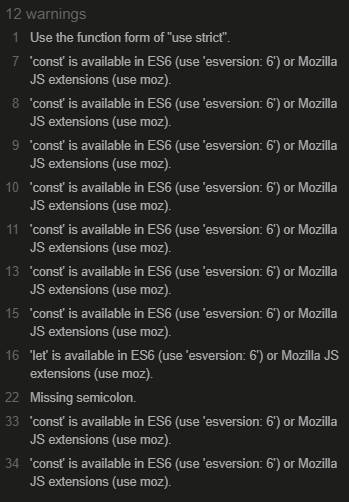 12 warnings
1 Use the function form of "use strict".
7 'const' is available in ES6 (use 'esversion: 6') or Mozilla
JS extensions (use moz).
8 'const' is available in ES6 (use 'esversion: 6') or Mozilla
JS extensions (use moz).
9 'const' is available in ES6 (use 'esversion: 6') or Mozilla
JS extensions (use moz).
10 'const' is available in ES6 (use 'esversion: 6') or Mozilla
JS extensions (use moz).
11 'const' is available in ES6 (use 'esversion: 6') or Mozilla
JS extensions (use moz).
13 'const' is available in ES6 (use 'esversion: 6') or Mozilla
JS extensions (use moz).
15 'const' is available in ES6 (use 'esversion: 6') or Mozilla
JS extensions (use moz).
16 'let' is available in ES6 (use 'esversion: 6') or Mozilla JS
extensions (use moz).
22 Missing semicolon.
33 'const' is available in ES6 (use 'esversion: 6') or Mozilla
JS extensions (use moz).
34 'const' is available in ES6 (use 'esversion: 6') or Mozilla
JS extensions (use moz).